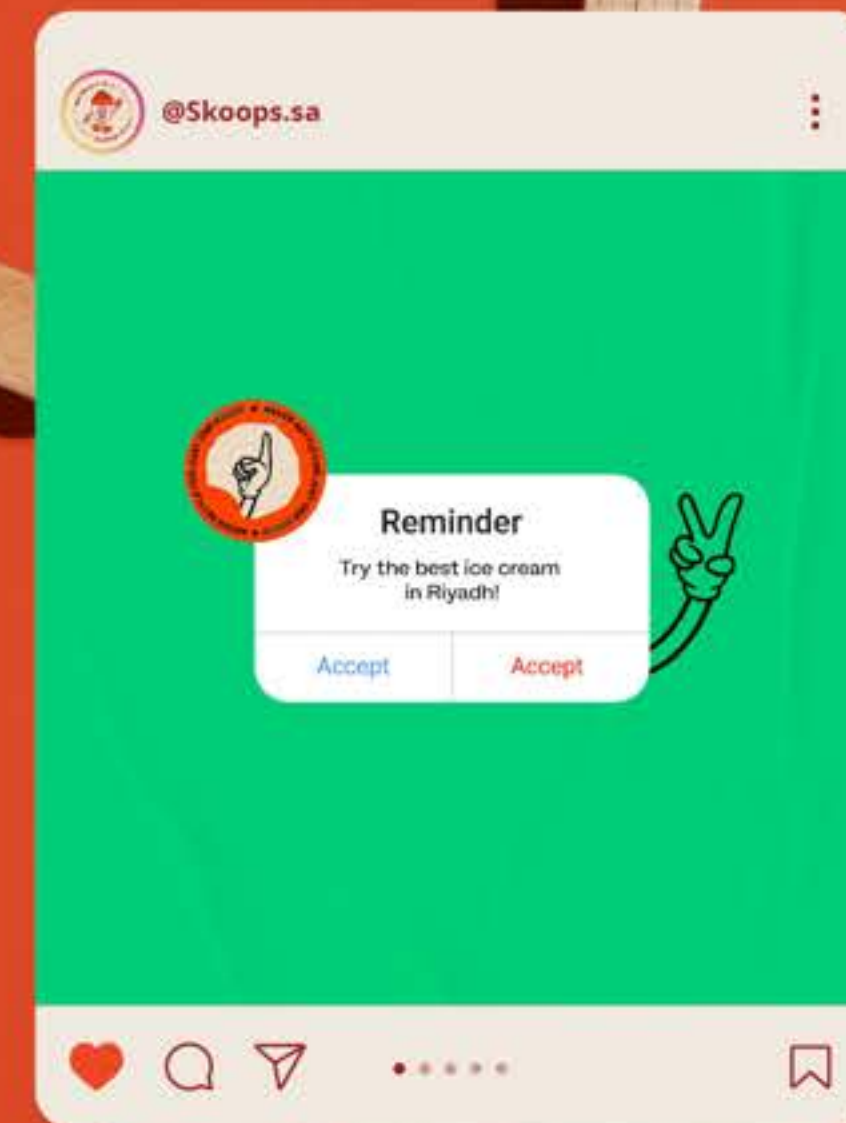 @Skoops.sa
Reminder
Try the best ice cream
in Riyadh!
Accept
Accept